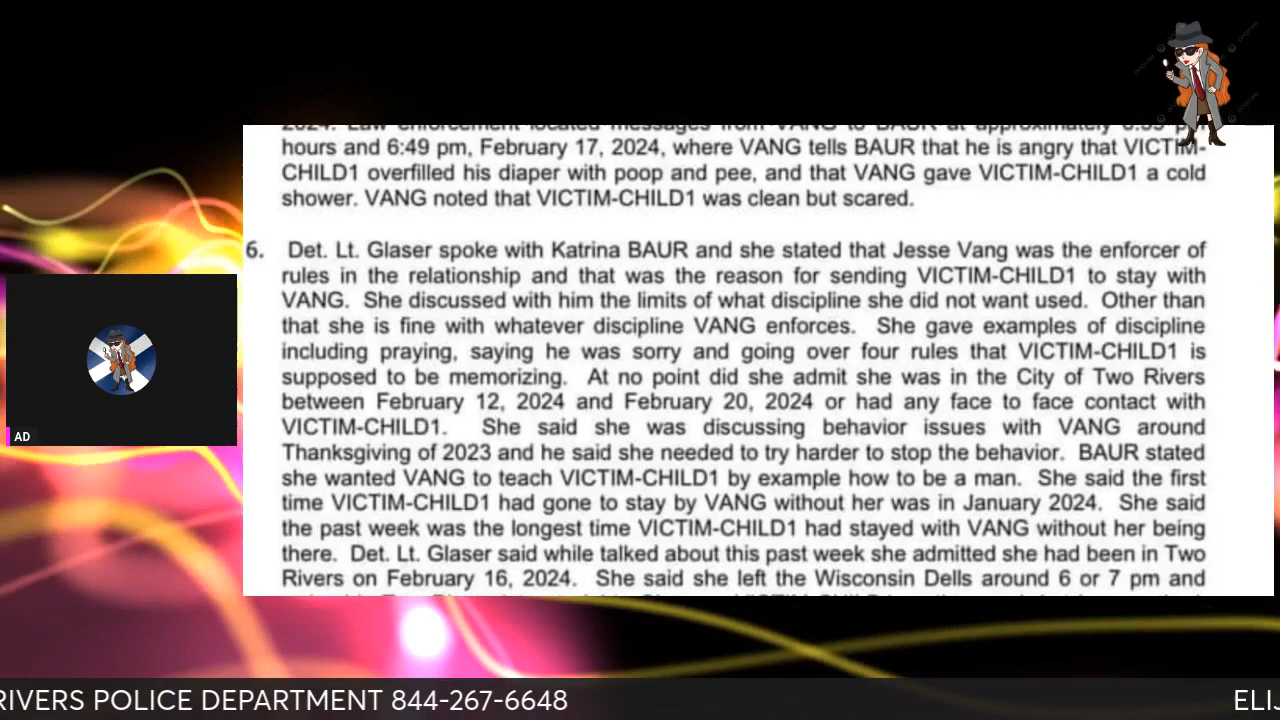 2024. Law enforcement located messages from VANG to BAUR at approximately
hours and 6:49 pm, February 17, 2024, where VANG tells BAUR that he is angry that VICTIM-
CHILD1 overfilled his diaper with poop and pee, and that VANG gave VICTIM-CHILD1 a cold
shower. VANG noted that VICTIM-CHILD1 was clean but scared.
6. Det. Lt. Glaser spoke with Katrina BAUR and she stated that Jesse Vang was the enforcer of
rules in the relationship and that was the reason for sending VICTIM-CHILD1 to stay with
VANG. She discussed with him the limits of what discipline she did not want used. Other than
that she is fine with whatever discipline VANG enforces. She gave examples of discipline
including praying, saying he was sorry and going over four rules that VICTIM-CHILD1 is
supposed to be memorizing. At no point did she admit she was in the City of Two Rivers
between February 12, 2024 and February 20, 2024 or had any face to face contact with
VICTIM-CHILD1. She said she was discussing behavior issues with VANG around
Thanksgiving of 2023 and he said she needed to try harder to stop the behavior. BAUR stated
she wanted VANG to teach VICTIM-CHILD1 by example how to be a man. She said the first
time VICTIM-CHILD1 had gone to stay by VANG without her was in January 2024. She said
the past week was the longest time VICTIM-CHILD1 had stayed with VANG without her being
there. Det. Lt. Glaser said while talked about this past week she admitted she had been in Two
Rivers on February 16, 2024. She said she left the Wisconsin Dells around 6 or 7 pm and
AD
RIVERS POLICE DEPARTMENT 844-267-6648
ELIS